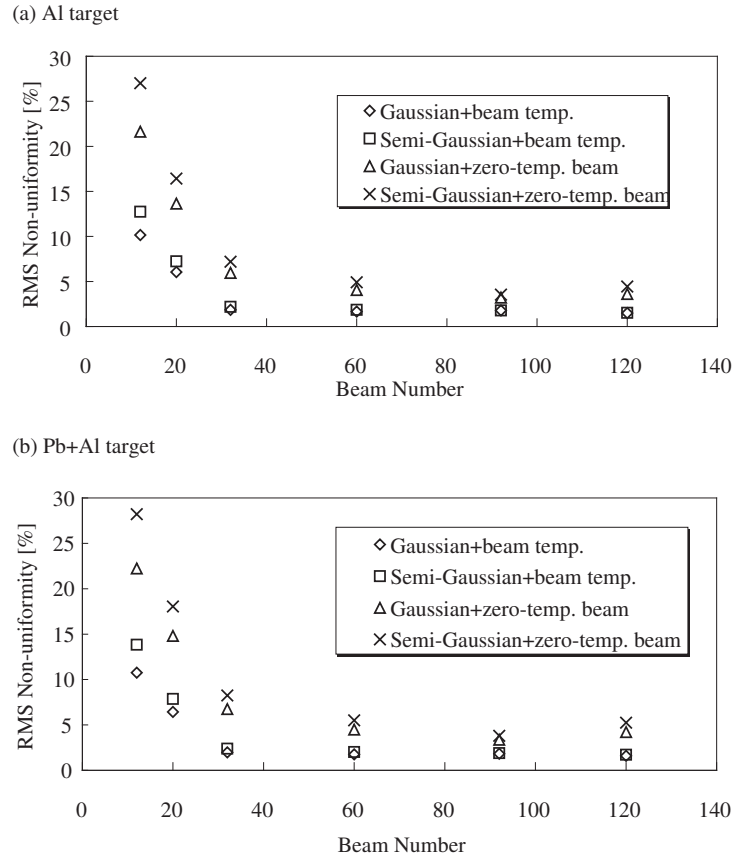 (a) Al target
30
25
20
15
10
5
0
RMS Non-uniformity [%]
Gaussian+beam temp.
Semi-Gaussian+beam temp.
Gaussian+zero-temp. beam
Semi-Gaussian+zero-temp. beam
0 20 40 60 80 100 120 140
Beam Number
(b) Pb+Al target
30
25
20
15
10
5
0
RMS Non-uniformity [%]
Gaussian+beam temp.
Semi-Gaussian+beam temp.
Gaussian+zero-temp. beam
Semi-Gaussian+zero-temp. beam
0 20 40 60 80 100 120 140
Beam Number